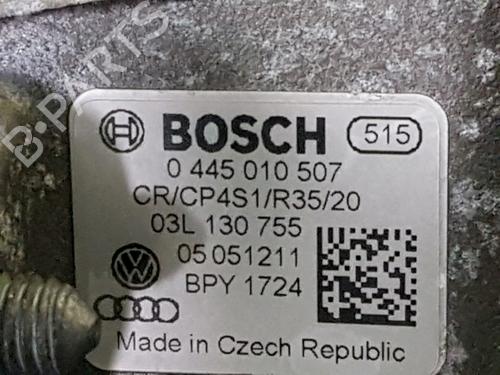 B-PARTS
BOSCH 515
0 445 010 507
CR/CP4S1/R35/20
03L 130 755
05 051211
BPY 1724
Made in Czech Republic